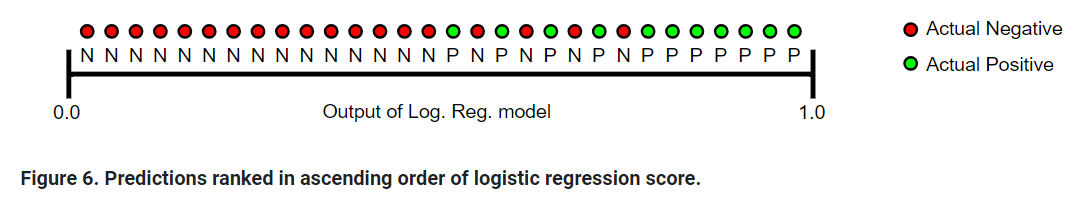 Actual Negative
N N N N N N N N N N N N N N N P N P N P N P N P P P P P P P
Actual Positive
0.0 Output of Log. Reg. model 1.0
Figure 6. Predictions ranked in ascending order of logistic regression score.